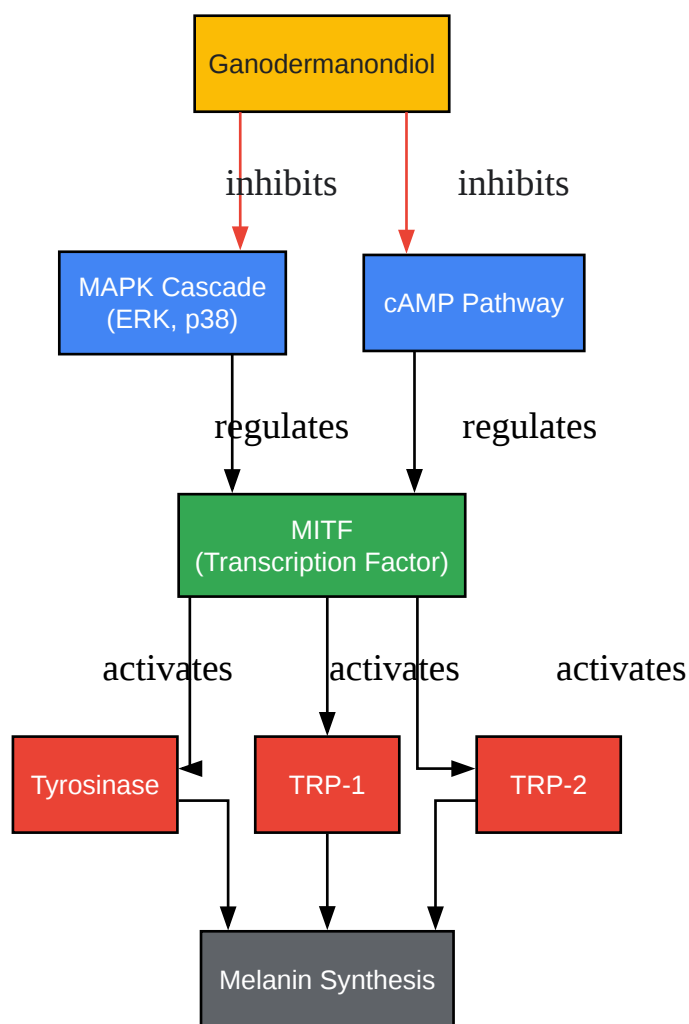 Ganodermanondiol
inhibits
inhibits
MAPK Cascade
(ERK, p38)
cAMP Pathway
regulates
regulates
MITF
(Transcription Factor)
activates
activates
activates
Tyrosinase
TRP-1
TRP-2
Melanin Synthesis